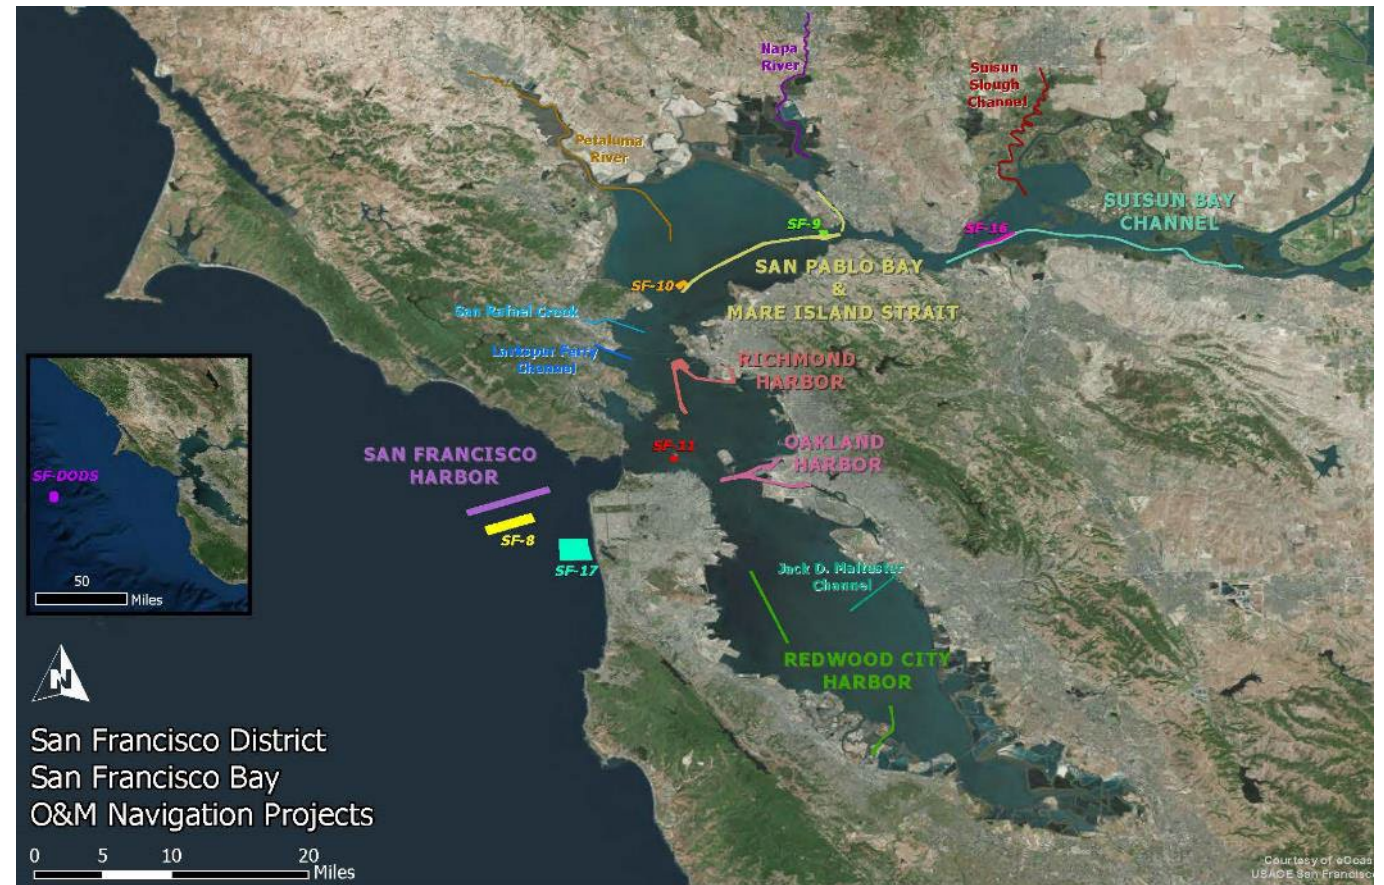 Napa
River
Suisun
Slough
Channel
Petaluma
River
SUISUN BAY
CHANNEL
SF-9
SF-16
SAN PABLO BAY
&
MARE ISLAND STRAIT
SF-10
San Rafael Creek
Larkspur Ferry
Channel
RICHMOND
HARBOR
SF-11
OAKLAND
HARBOR
SAN FRANCISCO
HARBOR
SF-DODS
SF-8
SF-17
Jack D. Maltester
Channel
50
Miles
REDWOOD CITY
HARBOR
N
San Francisco District
San Francisco Bay
O&M Navigation Projects
0 5 10 20
Miles
Courtesy of eCoas
USACE San Francisc